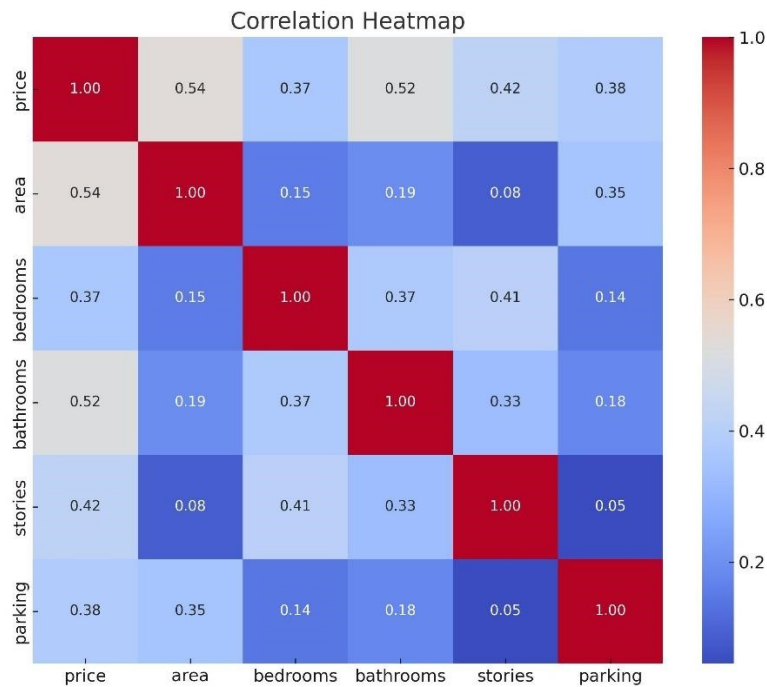 Correlation Heatmap
price 1.00 0.54 0.37 0.52 0.42 0.38
area 0.54 1.00 0.15 0.19 0.08 0.35
bedrooms 0.37 0.15 1.00 0.37 0.41 0.14
bathrooms 0.52 0.19 0.37 1.00 0.33 0.18
stories 0.42 0.08 0.41 0.33 1.00 0.05
parking 0.38 0.35 0.14 0.18 0.05 1.00
price area bedrooms bathrooms stories parking
1.0
0.8
0.6
0.4
0.2